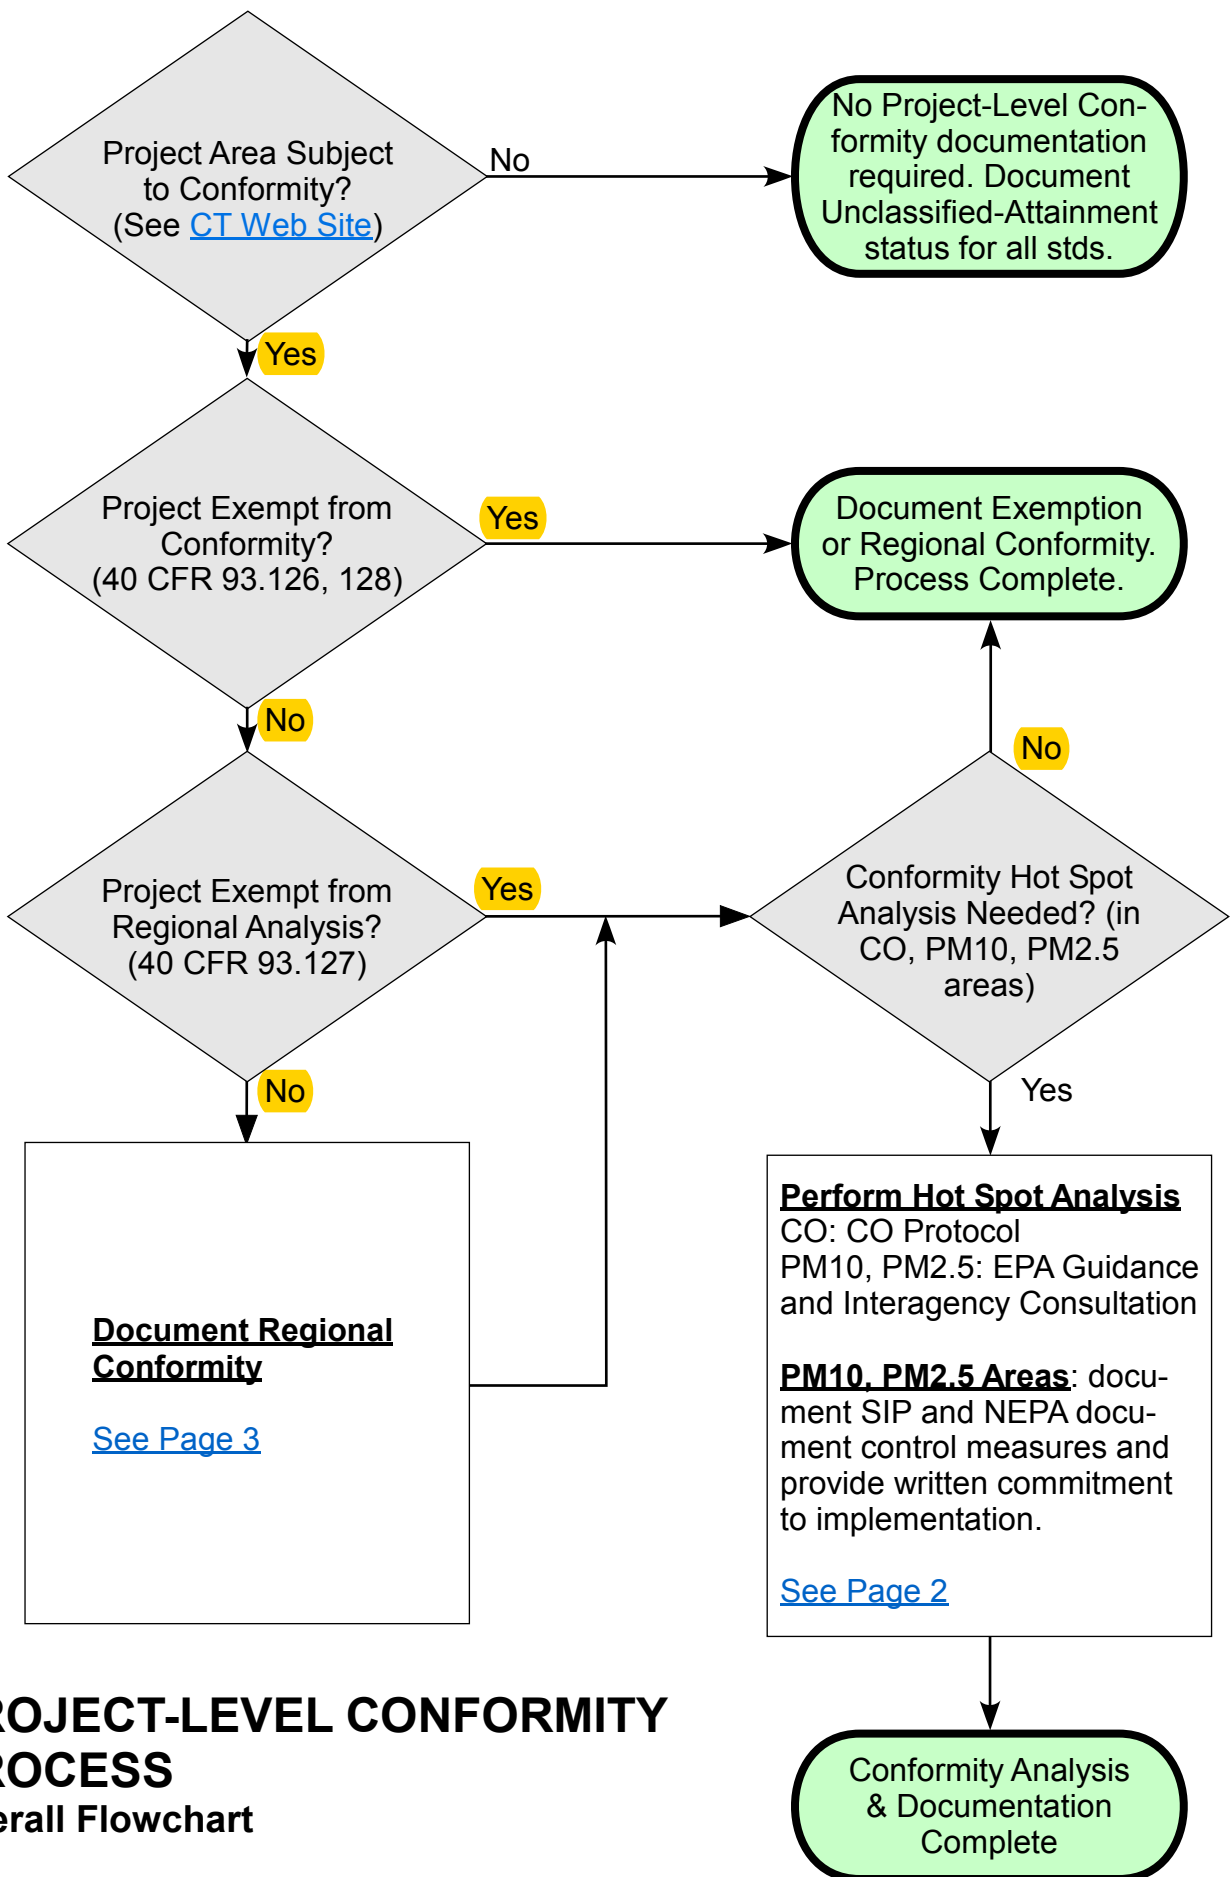 Project Area Subject
to Conformity?
(See CT Web Site)
No
No Project-Level Con-
formity documentation
required. Document
Unclassified-Attainment
status for all stds.
Yes
Project Exempt from
Conformity?
(40 CFR 93.126, 128)
Yes
Document Exemption
or Regional Conformity.
Process Complete.
No
No
Project Exempt from
Regional Analysis?
(40 CFR 93.127)
Yes
Conformity Hot Spot
Analysis Needed? (in
CO, PM10, PM2.5
areas)
No
Yes
Document Regional
Conformity
See Page 3
Perform Hot Spot Analysis
CO: CO Protocol
PM10, PM2.5: EPA Guidance
and Interagency Consultation
PM10, PM2.5 Areas: docu-
ment SIP and NEPA docu-
ment control measures and
provide written commitment
to implementation.
See Page 2
ROJECT-LEVEL CONFORMITY
ROCESS
erall Flowchart
Conformity Analysis
& Documentation
Complete